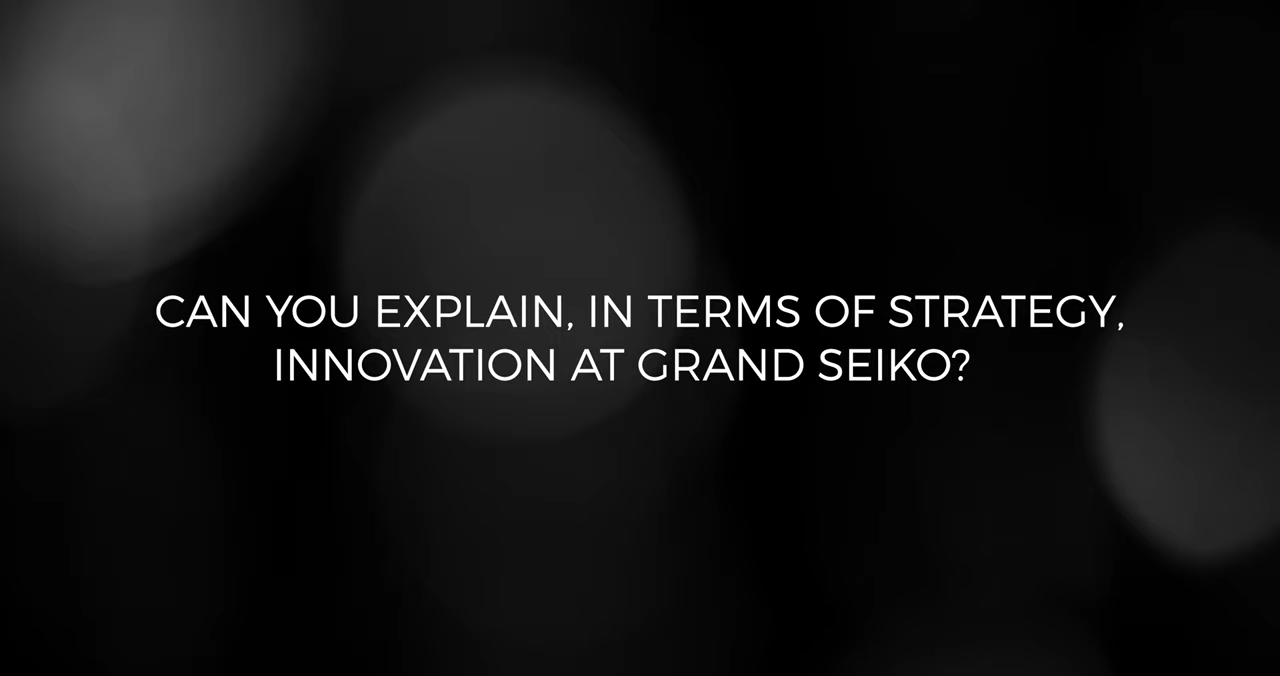 CAN YOU EXPLAIN, IN TERMS OF STRATEGY,
INNOVATION AT GRAND SEIKO?